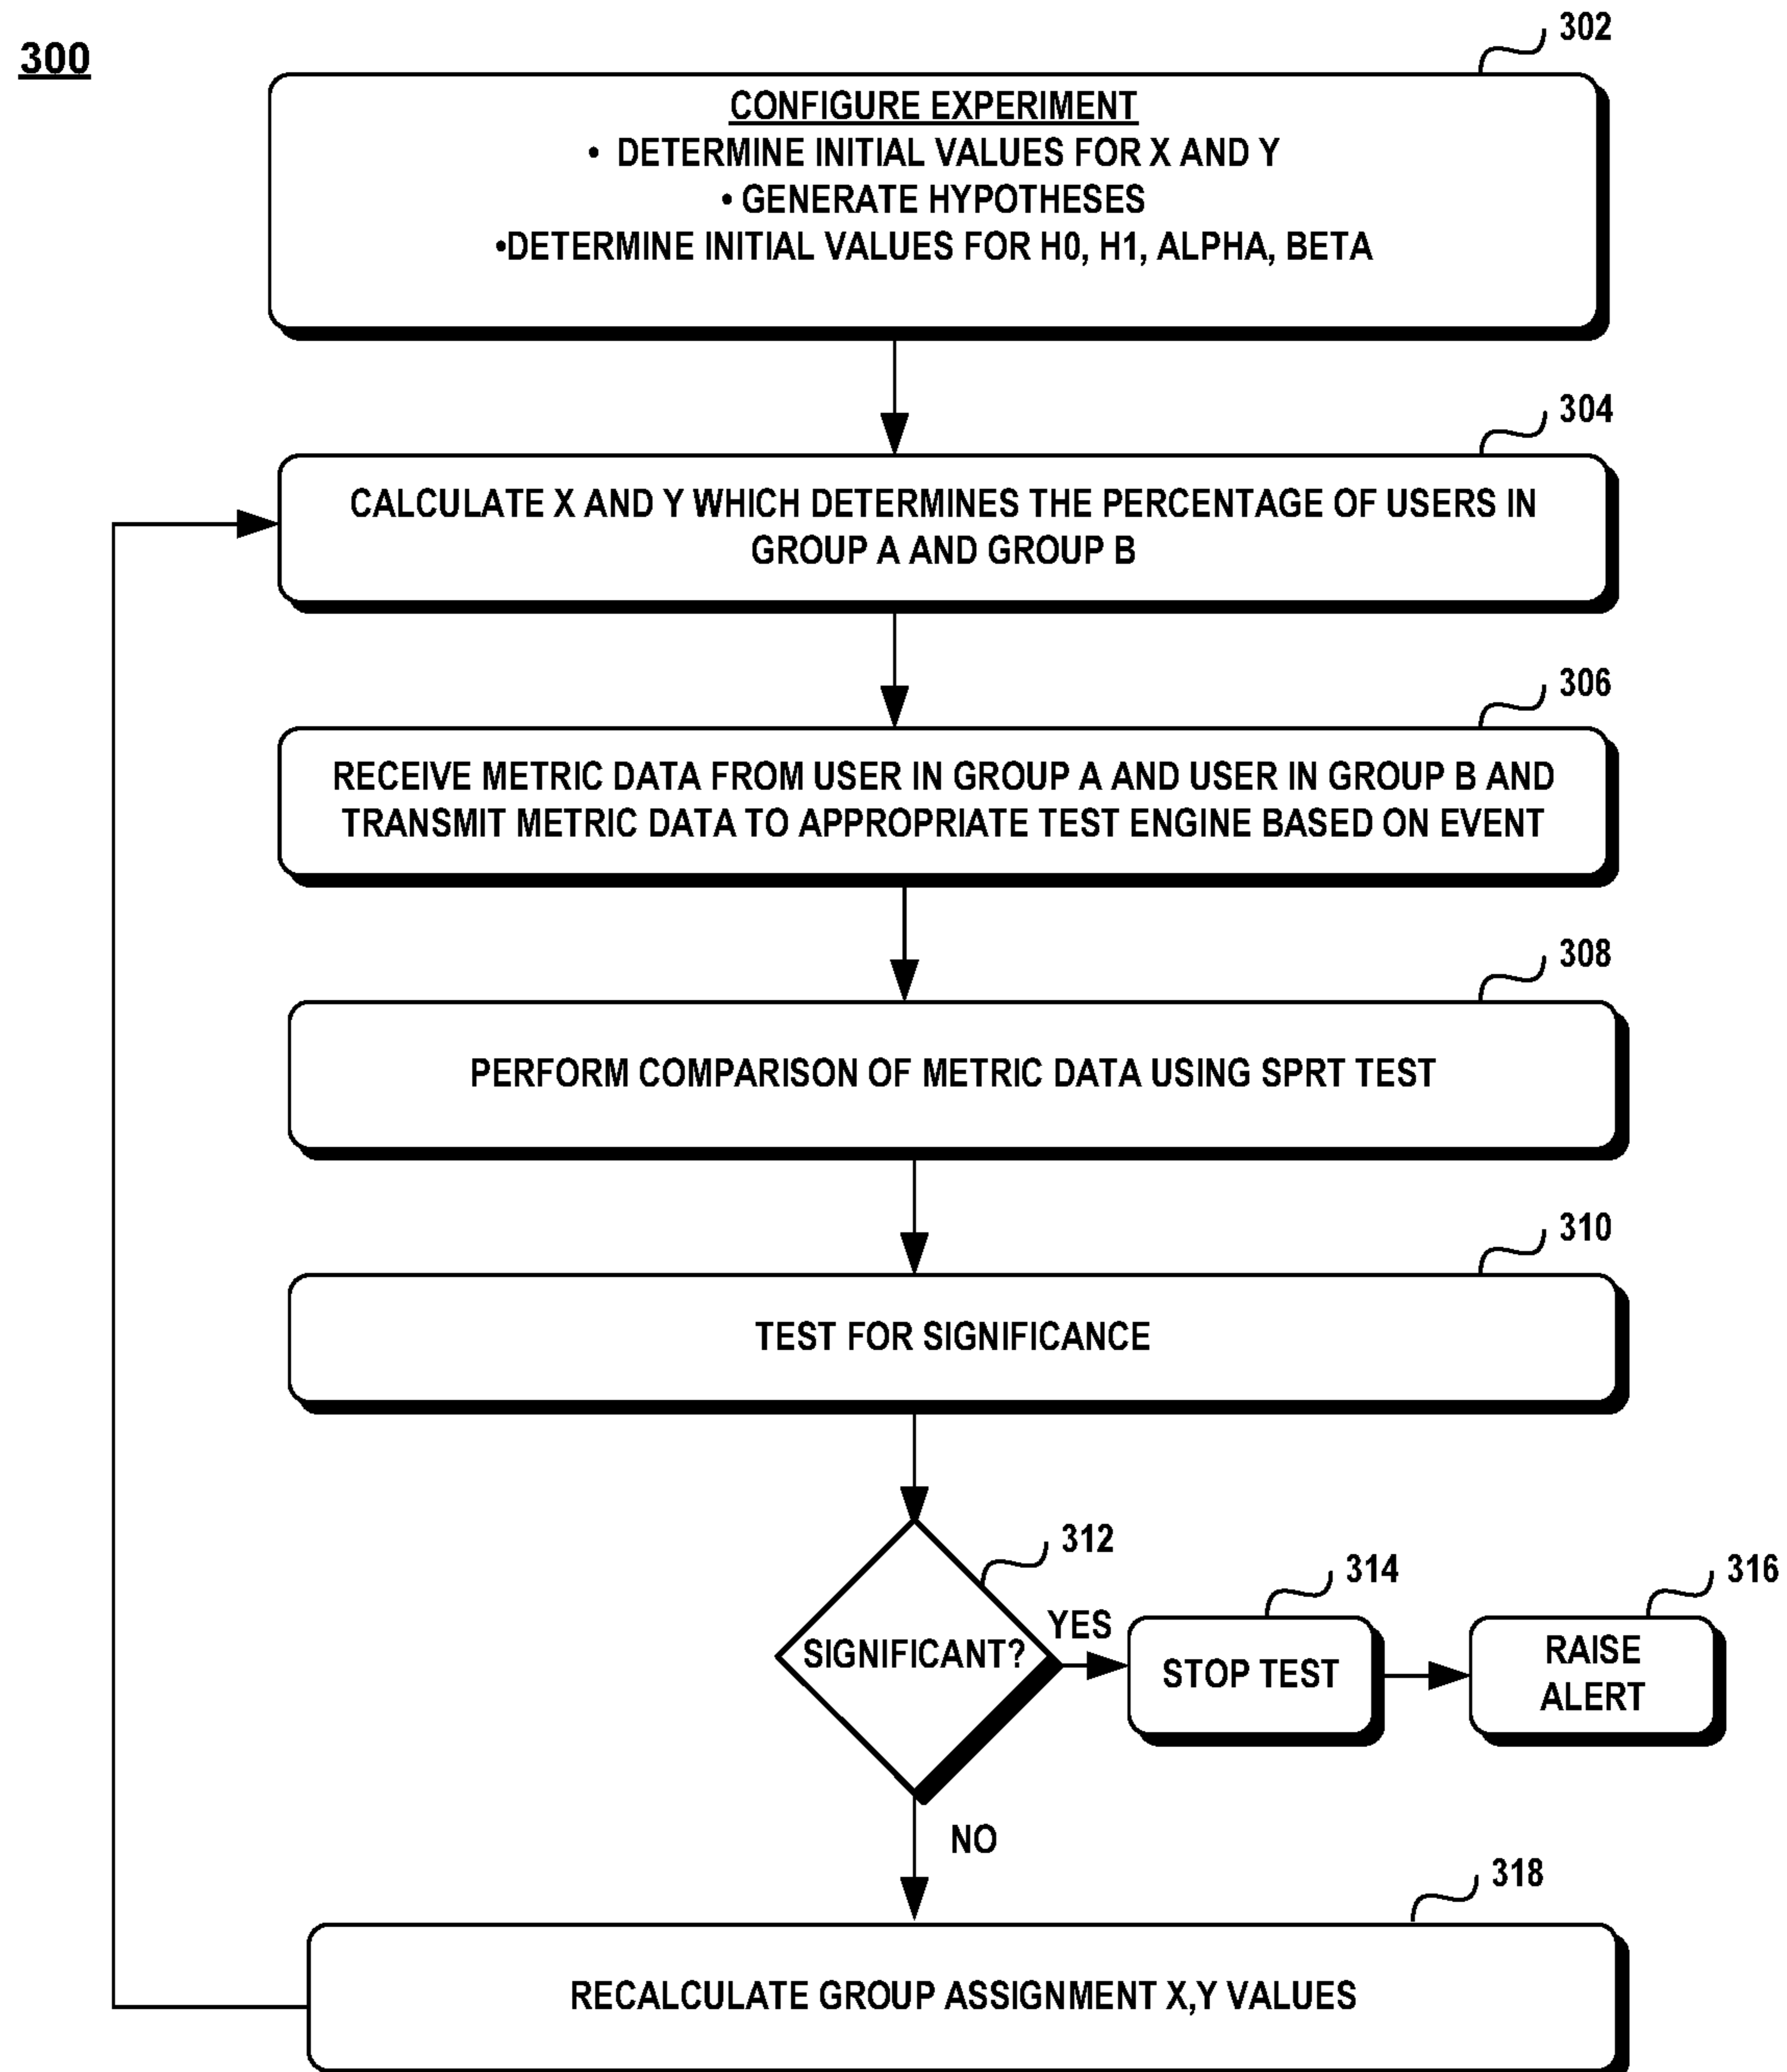 300
302
CONFIGURE EXPERIMENT
• DETERMINE INITIAL VALUES FOR X AND Y
• GENERATE HYPOTHESES
•DETERMINE INITIAL VALUES FOR H0, H1, ALPHA, BETA
304
CALCULATE X AND Y WHICH DETERMINES THE PERCENTAGE OF USERS IN
GROUP A AND GROUP B
306
RECEIVE METRIC DATA FROM USER IN GROUP A AND USER IN GROUP B AND
TRANSMIT METRIC DATA TO APPROPRIATE TEST ENGINE BASED ON EVENT
308
PERFORM COMPARISON OF METRIC DATA USING SPRT TEST
310
TEST FOR SIGNIFICANCE
312
SIGNIFICANT?
YES
314
STOP TEST
316
RAISE
ALERT
NO
318
RECALCULATE GROUP ASSIGNMENT X,Y VALUES